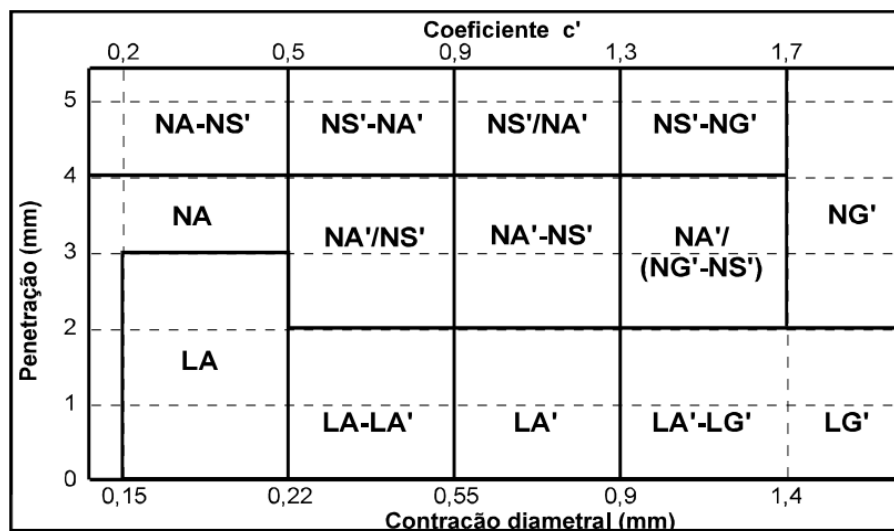 Coeficiente c'
0,2 0,5 0,9 1,3 1,7
Penetração (mm)
5
4
3
2
1
0
NA-NS' NS'-NA' NS'/NA' NS'-NG'
NA NA'/NS' NA'-NS' NA'/
(NG'-NS') NG'
LA
LA-LA' LA' LA'-LG' LG'
0,15 0,22 0,55 0,9 1,4
Contração diametral (mm)